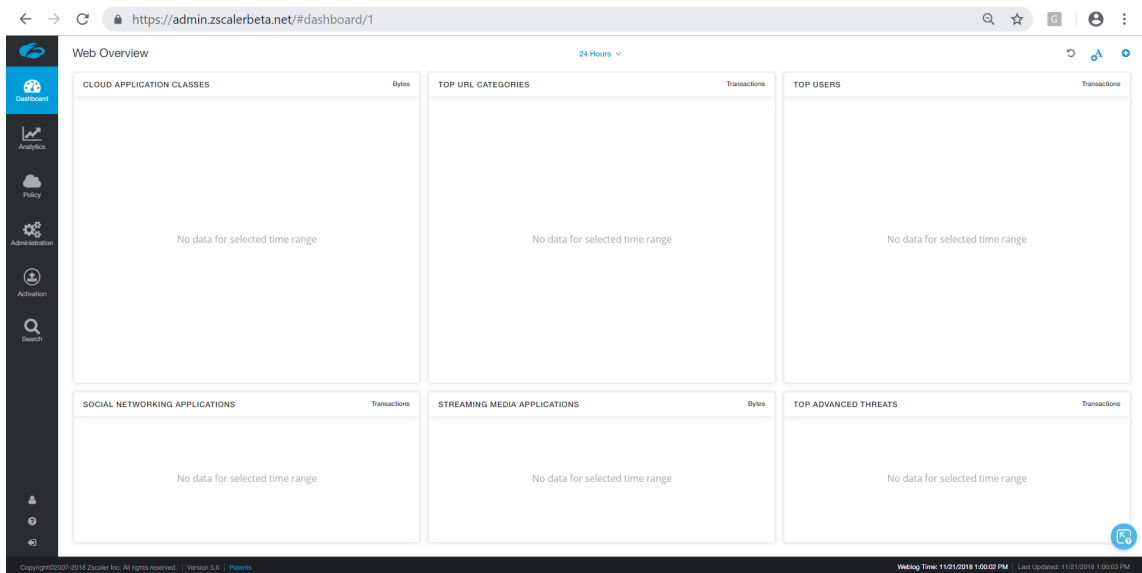 https://admin.zscalerbeta.net/#dashboard/1
G
Web Overview
24 Hours
A
Dashboard
Analytics
Policy
Administration
Activation
Search
CLOUD APPLICATION CLASSES
Bytes
No data for selected time range
TOP URL CATEGORIES
Transactions
No data for selected time range
TOP USERS
Transactions
No data for selected time range
SOCIAL NETWORKING APPLICATIONS
Transactions
No data for selected time range
STREAMING MEDIA APPLICATIONS
Bytes
No data for selected time range
TOP ADVANCED THREATS
Transactions
No data for selected time range
Copyright©2007-2018 Zscaler Inc. All rights reserved. | Version 5.6 | Patents
Weblog Time: 11/21/2018 1:00:02 PM | Last Updated: 11/21/2018 1:00:03 PM